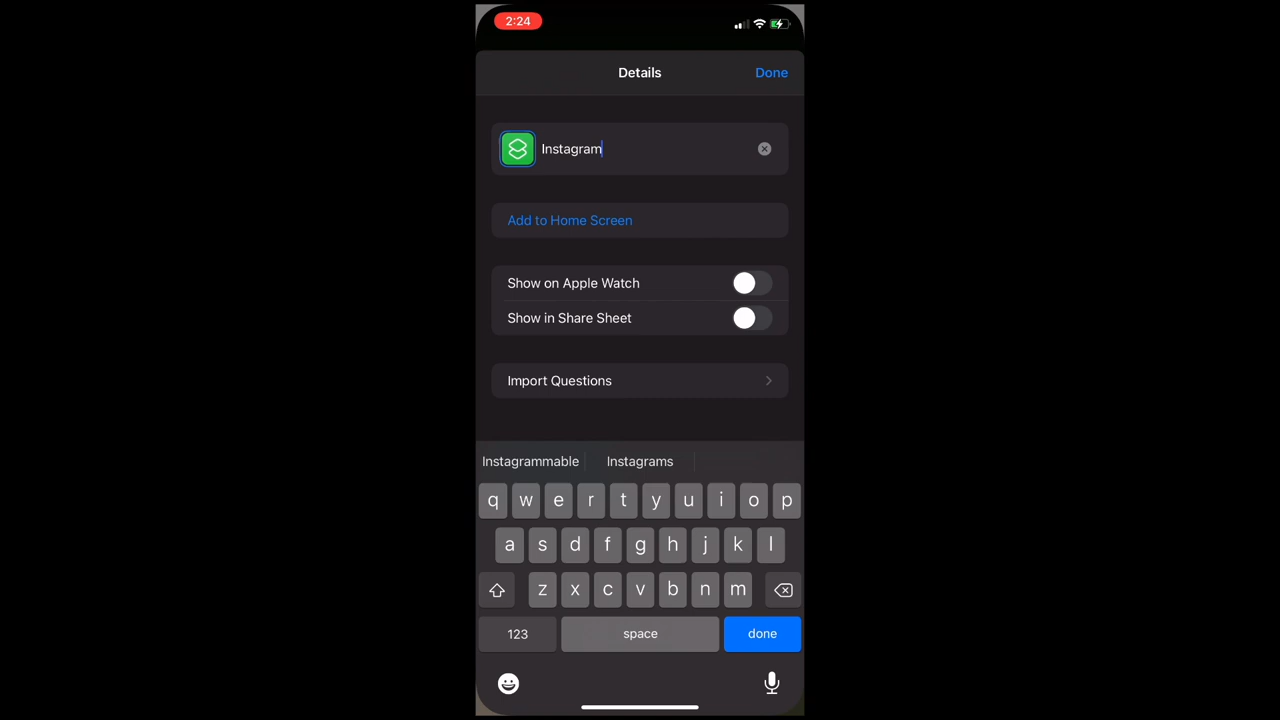 2:24
Details
Done
Instagram
Add to Home Screen
Show on Apple Watch
Show in Share Sheet
Import Questions
Instagrammable Instagrams
q w e r t y u i o p
a s d f g h j k l
z x c v b n m
123 space done